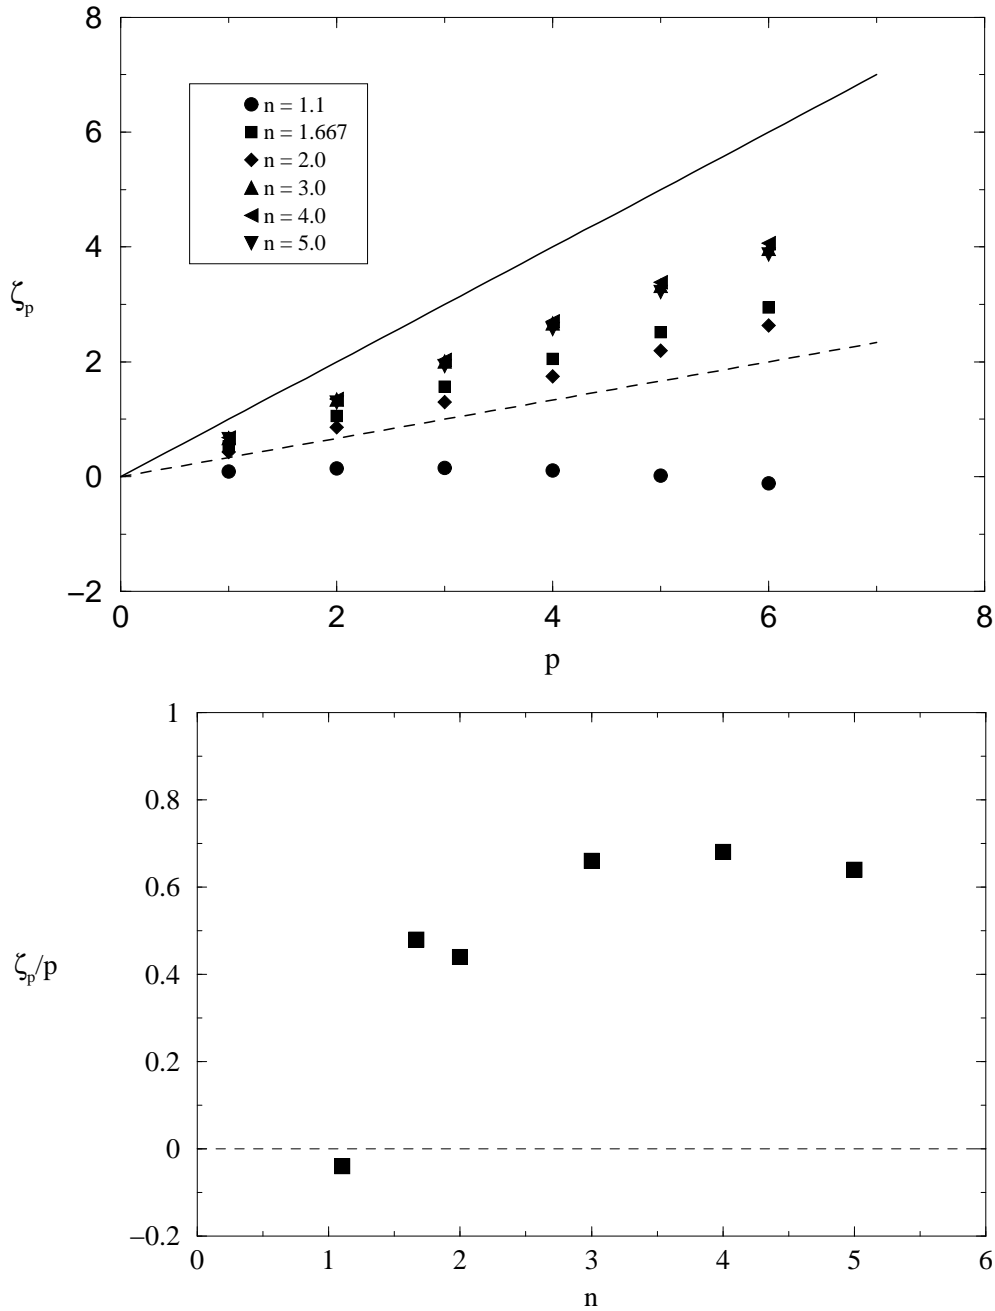 8
6
4
2
0
−2
ζp
n = 1.1
n = 1.667
n = 2.0
n = 3.0
n = 4.0
n = 5.0
0 2 4 6 8
p
1
0.8
0.6
0.4
0.2
0
−0.2
ζp/p
0 1 2 3 4 5 6
n